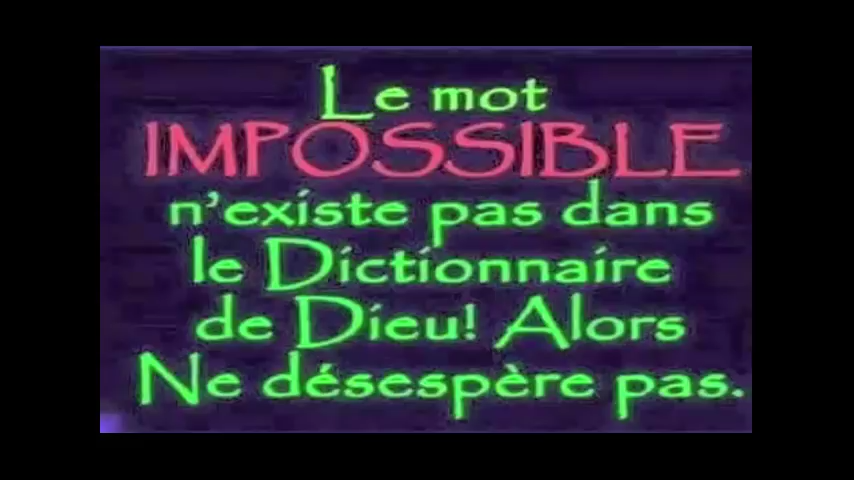 Le mot
IMPOSSIBLE
n'existe pas dans
le Dictionnaire
de Dieu! Alors
Ne désespère pas.